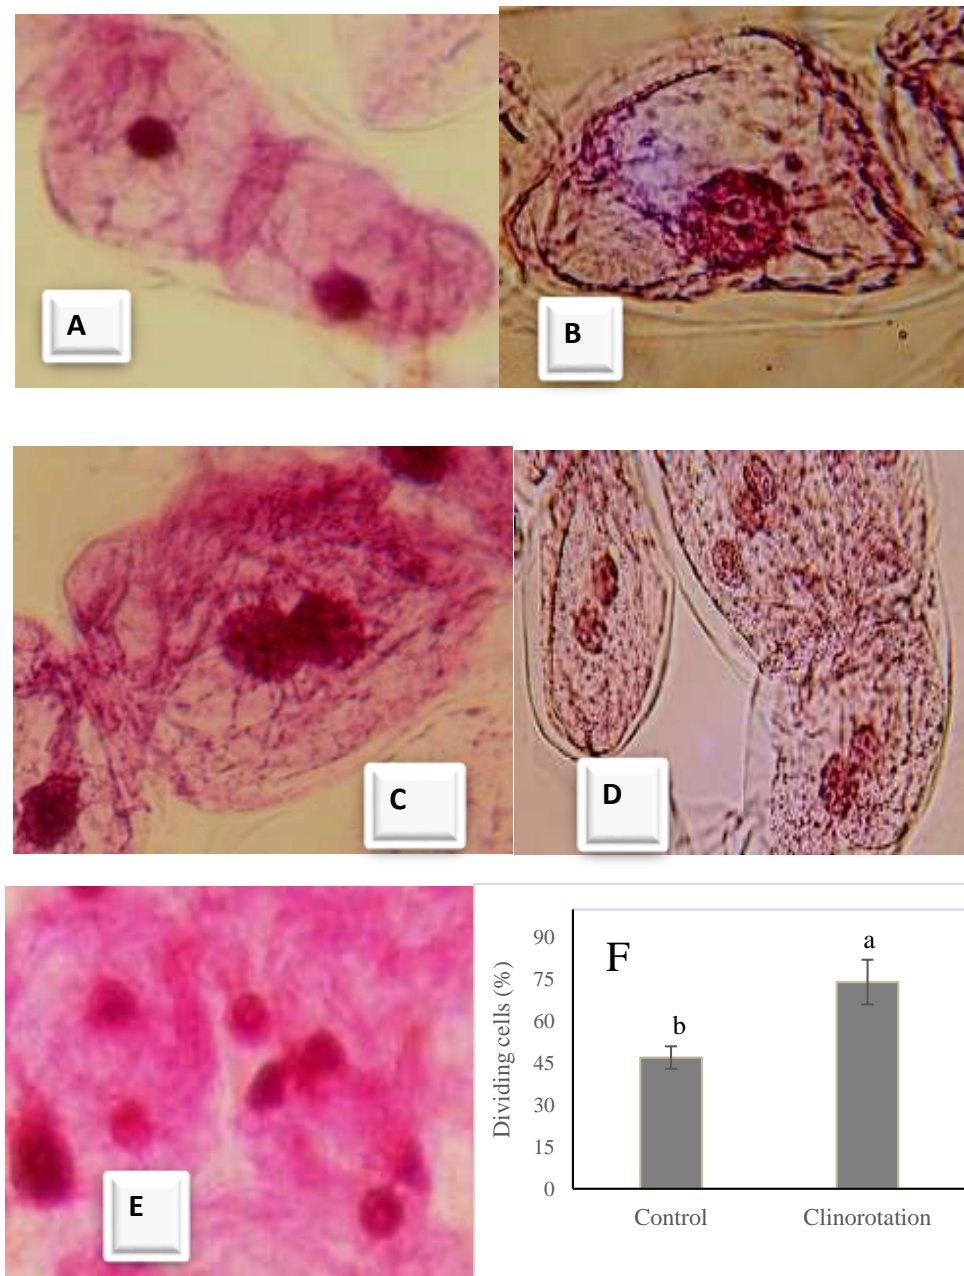 A
B
C
D
E
F
Dividing cells (%)
90
75
60
45
30
15
0
b
a
Control
Clinorotation